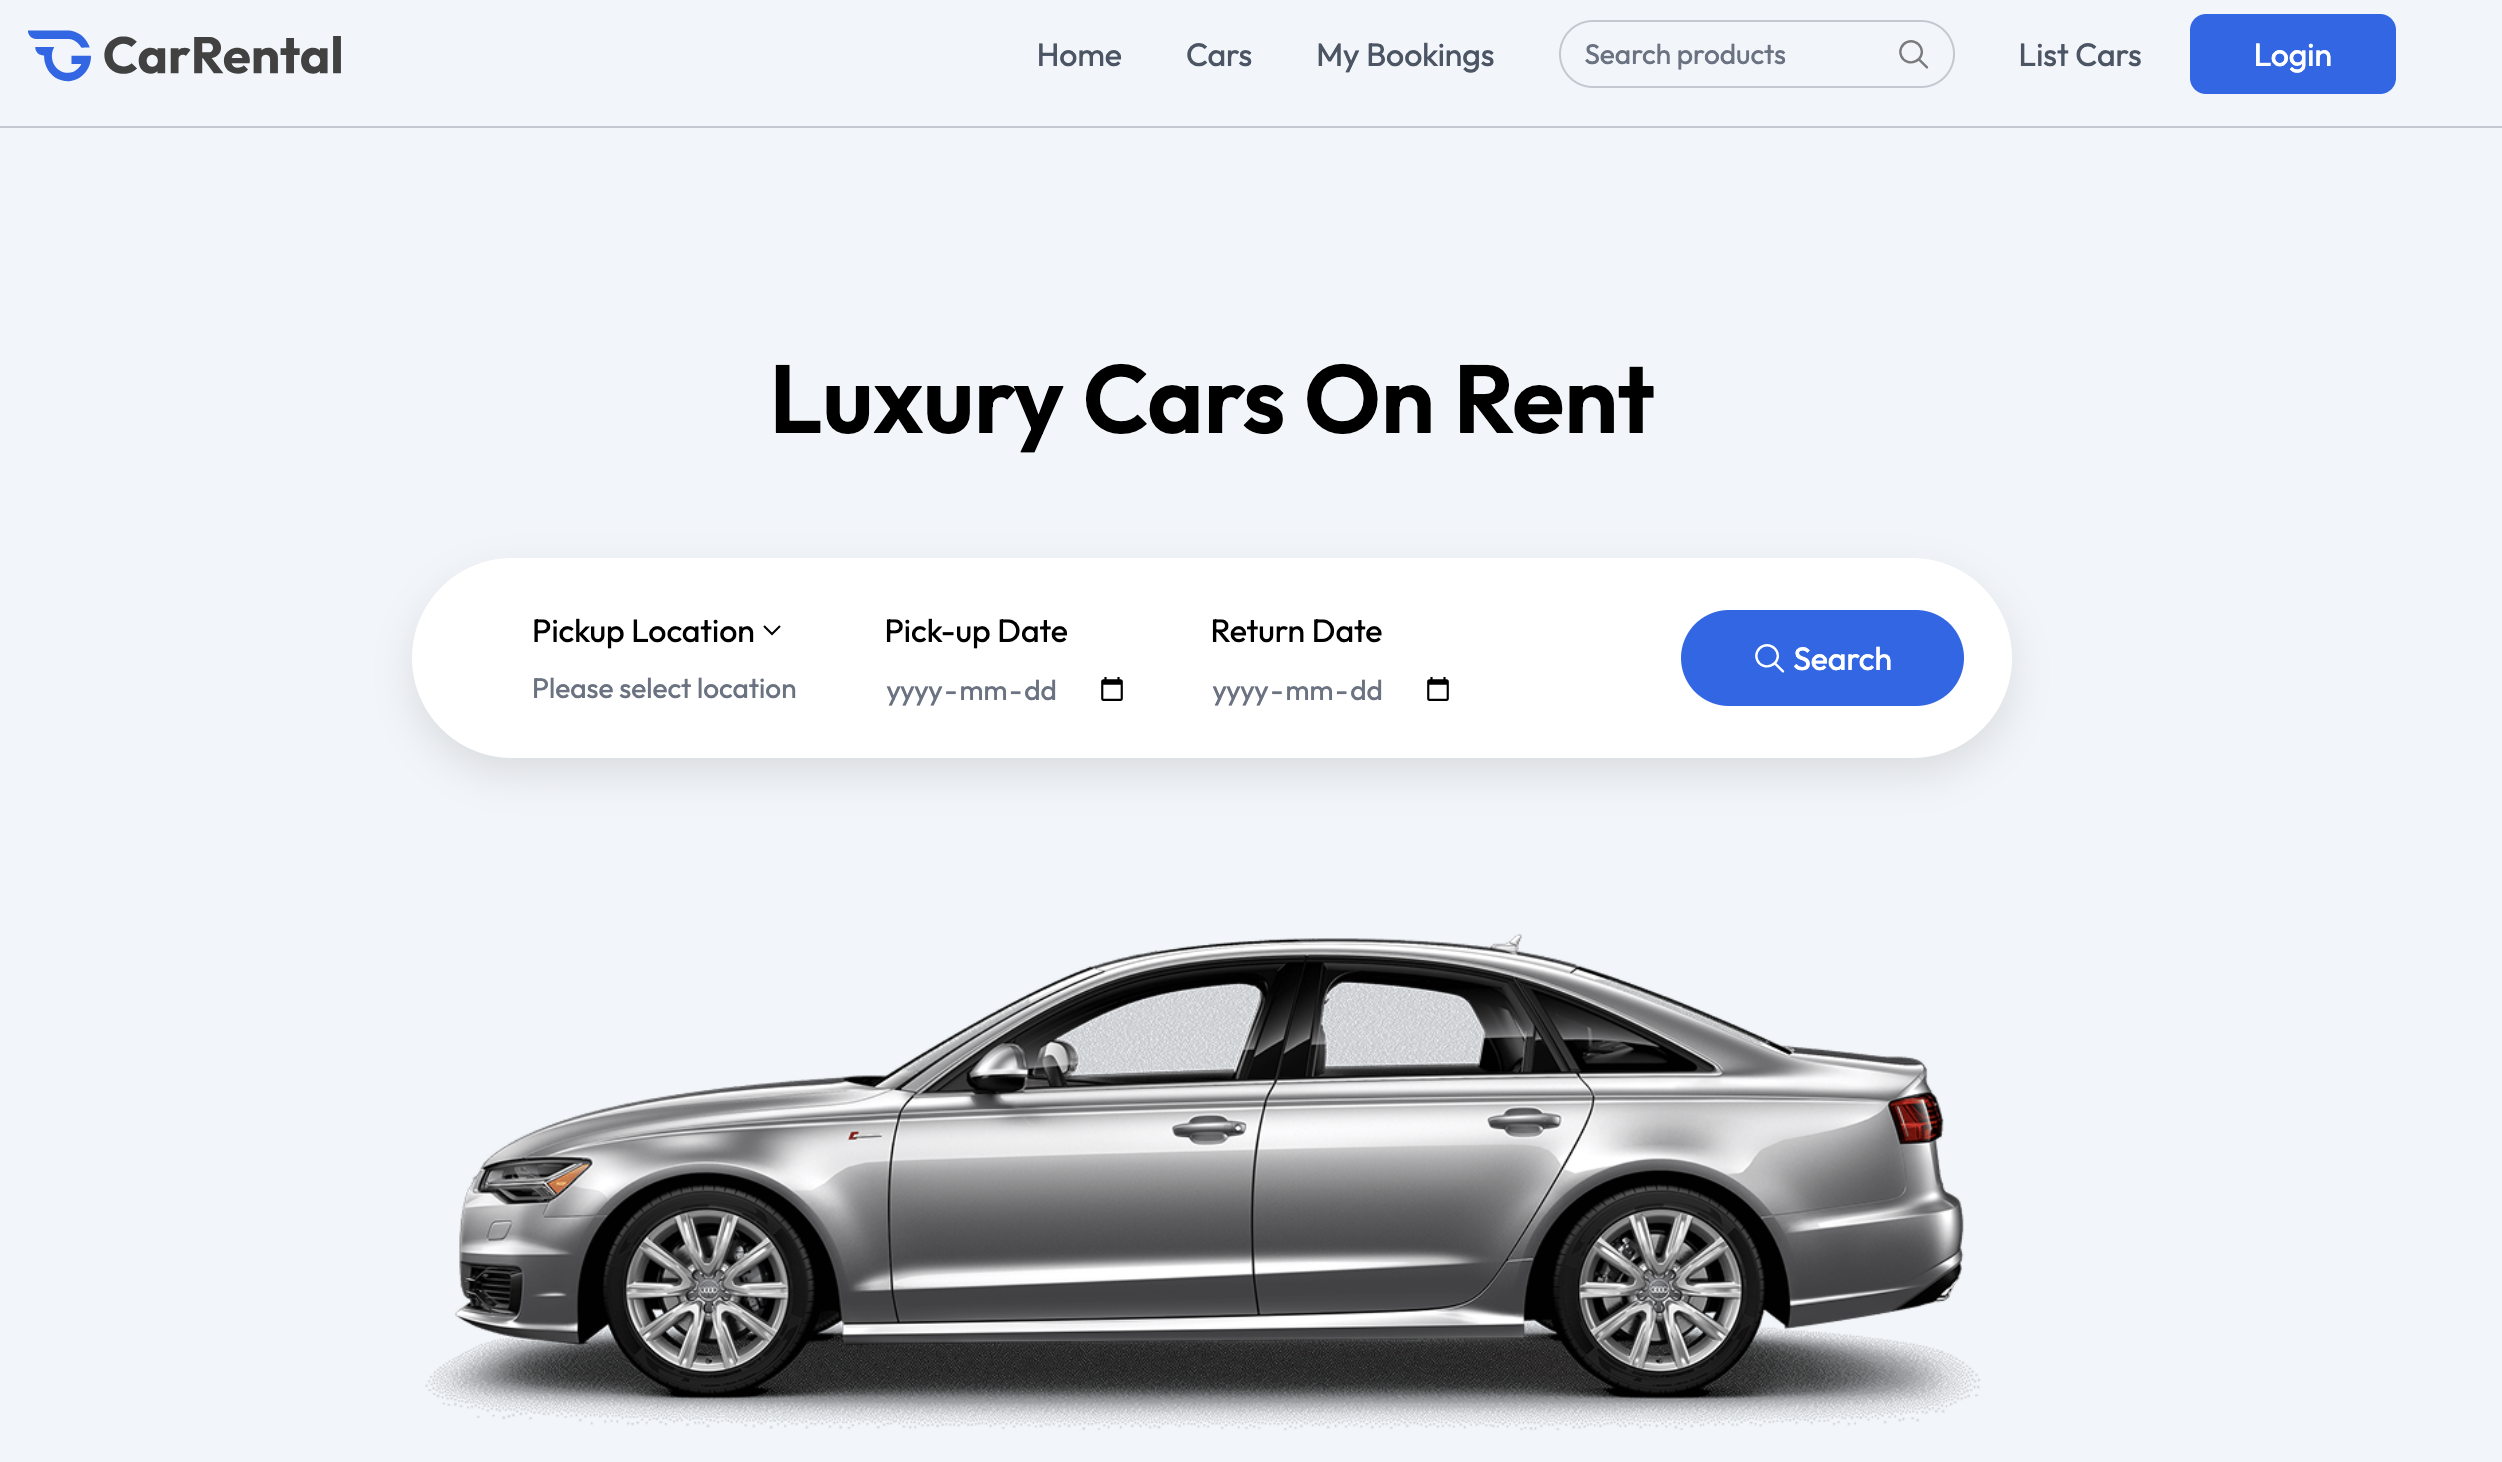 CarRental
Home
Cars
My Bookings
Search products
List Cars
Login
Luxury Cars On Rent
Pickup Location
Please select location
Pick-up Date
yyyy-mm-dd
Return Date
yyyy-mm-dd
Search